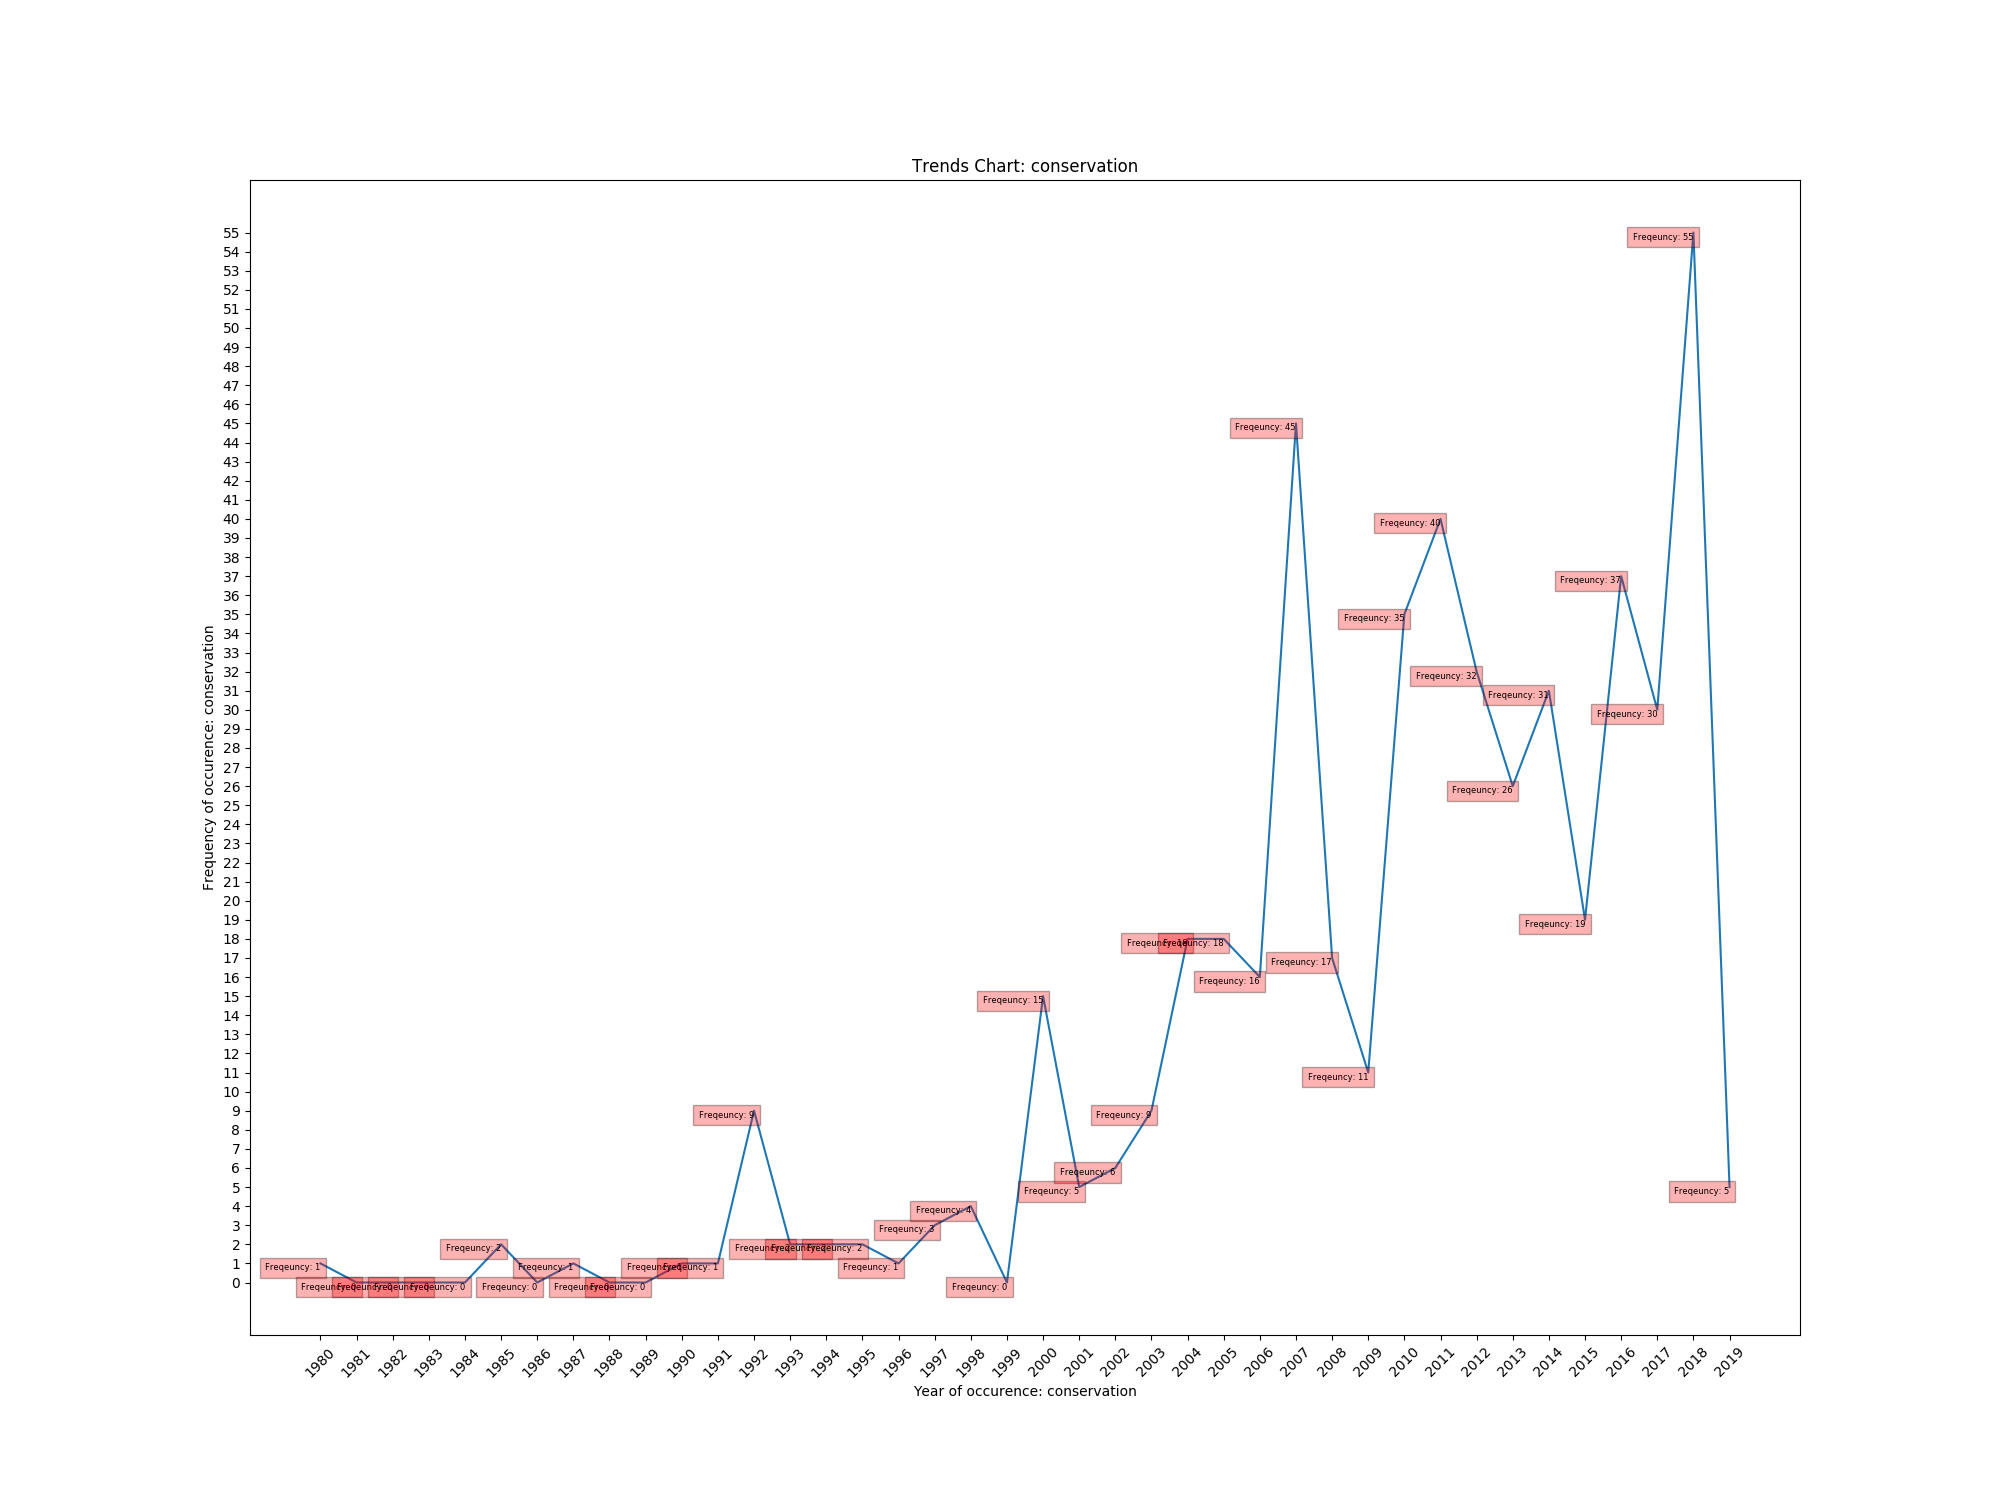 Trends Chart: conservation
55
54
53
52
51
50
49
48
47
46
45
44
43
42
41
40
39
38
37
36
35
34
33
32
31
30
29
28
27
26
25
24
23
22
21
20
19
18
17
16
15
14
13
12
11
10
9
8
7
6
5
4
3
2
1
0
Frequency of occurence: conservation
Freqeuncy: 1
Freqeuncy: 0
Freqeuncy: 2
Freqeuncy: 0
Freqeuncy: 1
Freqeuncy: 0
Freqeuncy: 1
Freqeuncy: 9
Freqeuncy: 2
Freqeuncy: 1
Freqeuncy: 3
Freqeuncy: 4
Freqeuncy: 0
Freqeuncy: 15
Freqeuncy: 5
Freqeuncy: 6
Freqeuncy: 9
Freqeuncy: 18
Freqeuncy: 16
Freqeuncy: 45
Freqeuncy: 17
Freqeuncy: 11
Freqeuncy: 35
Freqeuncy: 40
Freqeuncy: 32
Freqeuncy: 26
Freqeuncy: 31
Freqeuncy: 19
Freqeuncy: 37
Freqeuncy: 30
Freqeuncy: 55
Freqeuncy: 5
1980
1981
1982
1983
1984
1985
1986
1987
1988
1989
1990
1991
1992
1993
1994
1995
1996
1997
1998
1999
2000
2001
2002
2003
2004
2005
2006
2007
2008
2009
2010
2011
2012
2013
2014
2015
2016
2017
2018
2019
Year of occurence: conservation